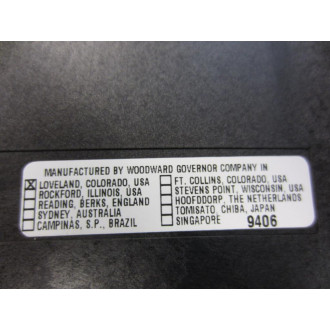 MANUFACTURED BY WOODWARD GOVERNOR COMPANY IN
LOVELAND, COLORADO, USA
ROCKFORD, ILLINOIS, USA
READING, BERKS, ENGLAND
SYDNEY, AUSTRALIA
CAMPINAS, S.P., BRAZIL
FT. COLLINS, COLORADO, USA
STEVENS POINT, WISCONSIN, USA
HOOFDDORP, THE NETHERLANDS
TOMISATO, CHIBA, JAPAN
SINGAPORE 9406